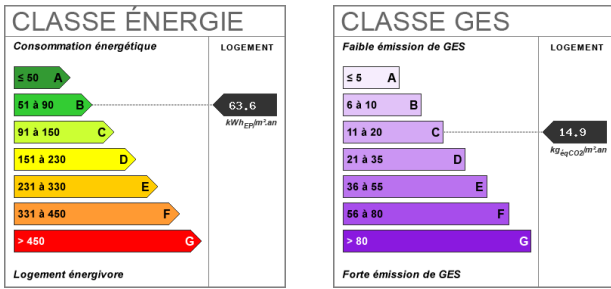 CLASSE ÉNERGIE
Consommation énergétique
LOGEMENT
≤ 50 A
51 à 90 B
63.6
kWhEP/m².an
91 à 150 C
151 à 230 D
231 à 330 E
331 à 450 F
> 450 G
Logement énergivore
CLASSE GES
Faible émission de GES
LOGEMENT
≤ 5 A
6 à 10 B
11 à 20 C
14.9
kgéqCO2/m².an
21 à 35 D
36 à 55 E
56 à 80 F
> 80 G
Forte émission de GES